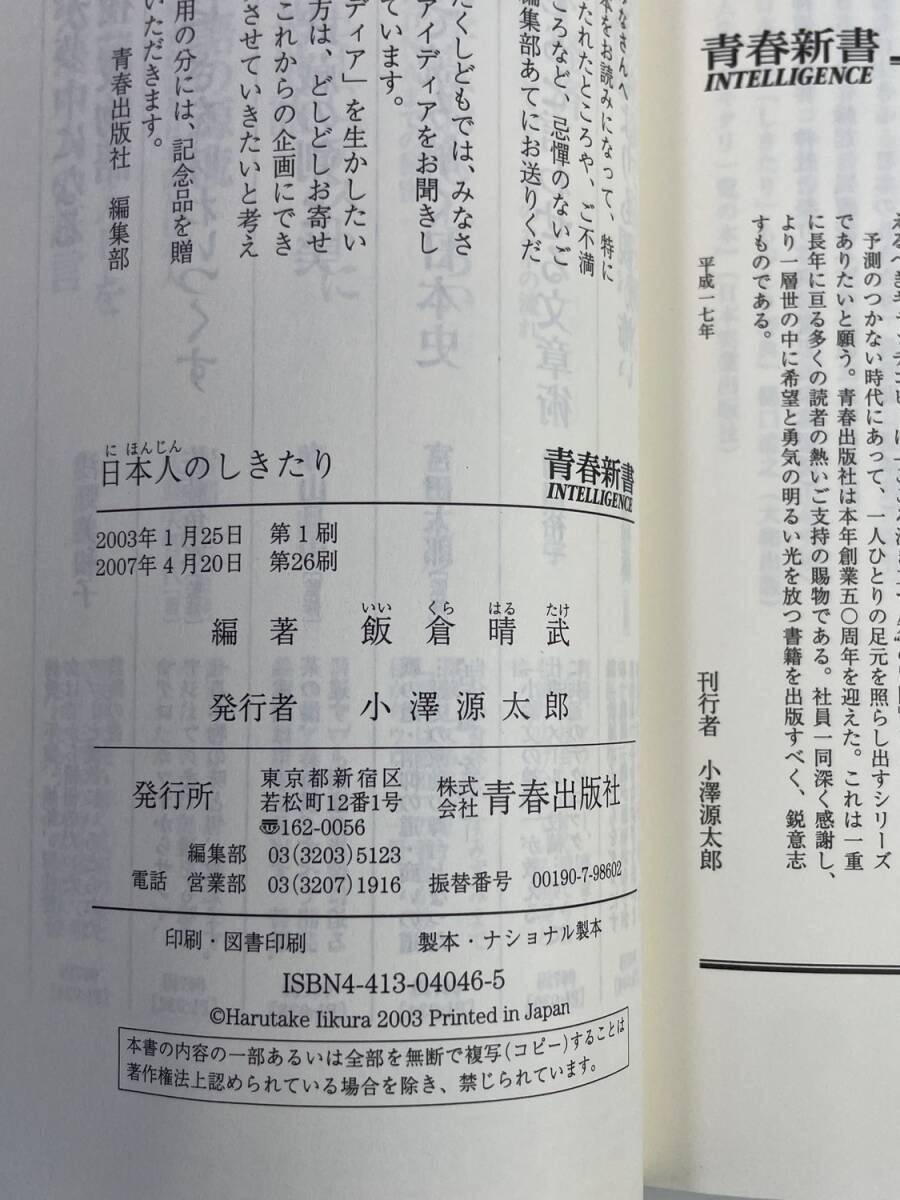 青春新書
INTELLIGENCE
予測のつかない時代にあって、一人ひとりの足元を照らし出すシリーズ
でありたいと願う。青春出版社は本年創業五〇周年を迎えた。これは一重
に長年に亘る多くの読者の熱いご支持の賜物である。社員一同深く感謝し、
より一層世の中に希望と勇気の明るい光を放つ書籍を出版すべく、鋭意志
すものである。
平成一七年
刊行者 小澤源太郎
本をお読みになって、特に
たれたところや、ご不満
ころなど、忌憚のないご
編集部あてにお送りくだ
たくしどもでは、みなさ
アイディアをお聞きし
ています。
ディア」を生かしたい
方は、どしどしお寄せ
これからの企画にでき
させていきたいと考え
用の分には、記念品を贈
いただきます。
青春出版社 編集部
にほんじん
日本人のしきたり
青春新書
INTELLIGENCE
2003年1月25日 第1刷
2007年4月20日 第26刷
いい くら はる たけ
編著 飯倉晴武
発行者 小澤源太郎
発行所 東京都新宿区若松町12番1号 株式会社青春出版社
〠162-0056
編集部 03(3203)5123
電話 営業部 03(3207)1916 振替番号 00190-7-98602
印刷・図書印刷 製本・ナショナル製本
ISBN4-413-04046-5
©Harutake Iikura 2003 Printed in Japan
本書の内容の一部あるいは全部を無断で複写(コピー)することは
著作権法上認められている場合を除き、禁じられています。